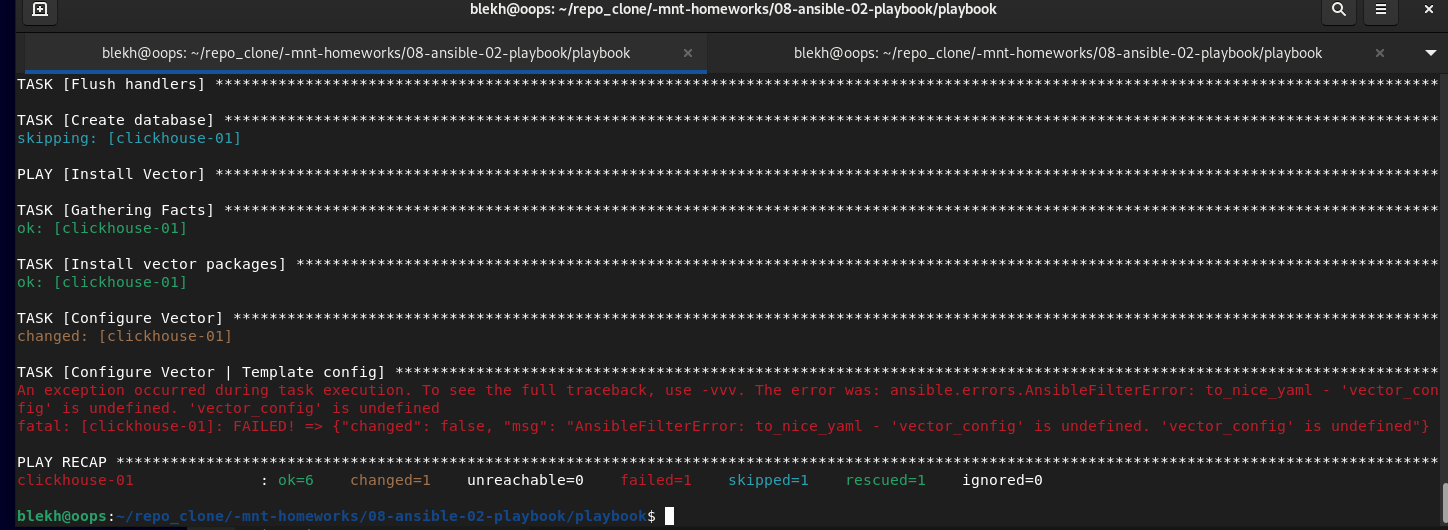 blekh@oops: ~/repo_clone/-mnt-homeworks/08-ansible-02-playbook/playbook
blekh@oops: ~/repo_clone/-mnt-homeworks/08-ansible-02-playbook/playbook × blekh@oops: ~/repo_clone/-mnt-homeworks/08-ansible-02-playbook/playbook ×
TASK [Flush handlers] ****************************************************************************************************************************************
TASK [Create database] ***************************************************************************************************************************************
skipping: [clickhouse-01]
PLAY [Install Vector] ****************************************************************************************************************************************
TASK [Gathering Facts] ***************************************************************************************************************************************
ok: [clickhouse-01]
TASK [Install vector packages] *******************************************************************************************************************************
ok: [clickhouse-01]
TASK [Configure Vector] **************************************************************************************************************************************
changed: [clickhouse-01]
TASK [Configure Vector | Template config] ********************************************************************************************************************
An exception occurred during task execution. To see the full traceback, use -vvv. The error was: ansible.errors.AnsibleFilterError: to_nice_yaml - 'vector_con
fig' is undefined. 'vector_config' is undefined
fatal: [clickhouse-01]: FAILED! => {"changed": false, "msg": "AnsibleFilterError: to_nice_yaml - 'vector_config' is undefined. 'vector_config' is undefined"}
PLAY RECAP ***************************************************************************************************************************************************
clickhouse-01 : ok=6 changed=1 unreachable=0 failed=1 skipped=1 rescued=1 ignored=0
blekh@oops:~/repo_clone/-mnt-homeworks/08-ansible-02-playbook/playbook$